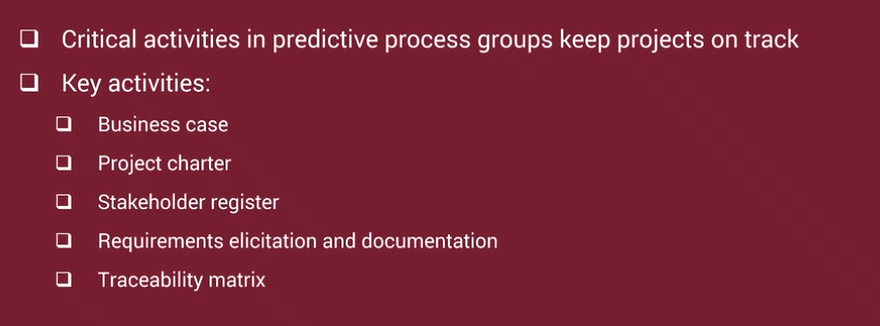 Critical activities in predictive process groups keep projects on track
Key activities:
Business case
Project charter
Stakeholder register
Requirements elicitation and documentation
Traceability matrix